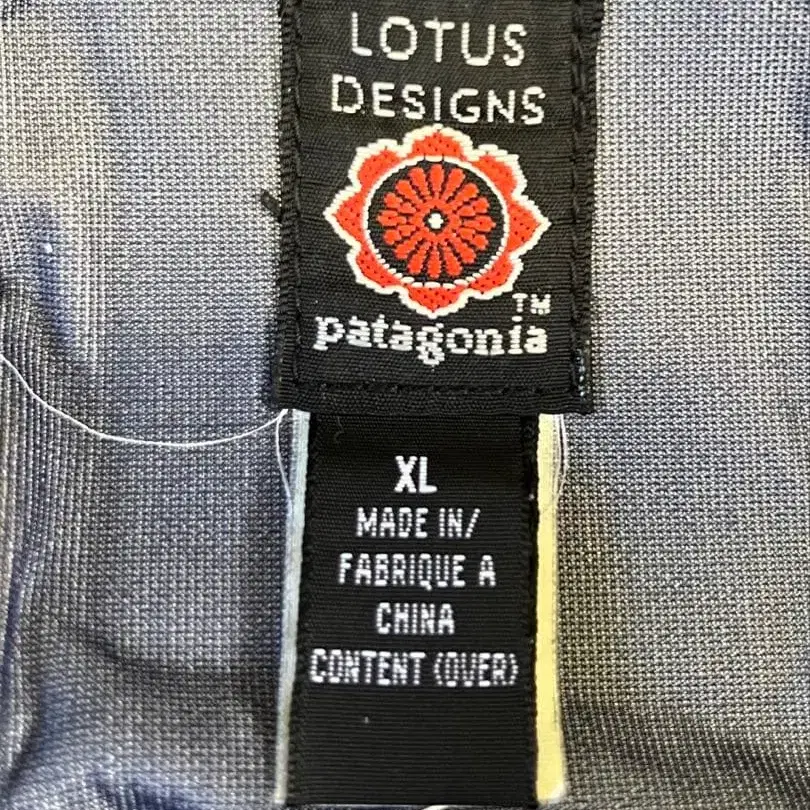 LOTUS
DESIGNS
TM
patagonia
XL
MADE IN/
FABRIQUE A
CHINA
CONTENT (OVER)